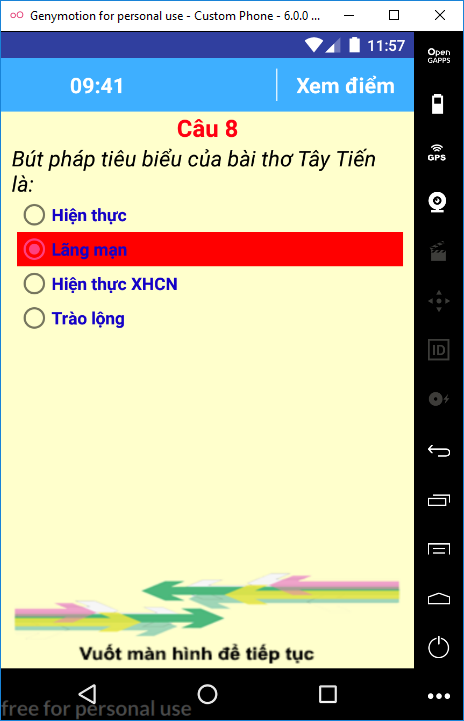 Genymotion for personal use - Custom Phone - 6.0.0 ...
11:57
Open
GAPPS
09:41
Xem điểm
GPS
Câu 8
Bút pháp tiêu biểu của bài thơ Tây Tiến
là:
Hiện thực
Lãng mạn
Hiện thực XHCN
Trào lộng
ID
Vuốt màn hình để tiếp tục
free for personal use